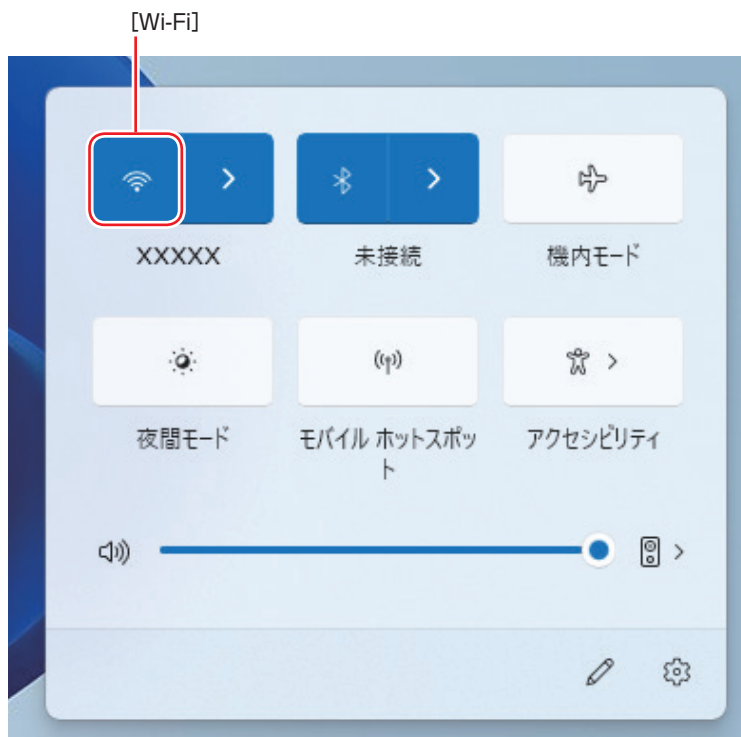 [Wi-Fi]
XXXXX
未接続
機内モード
夜間モード
モバイル ホットスポッ
ト
アクセシビリティ